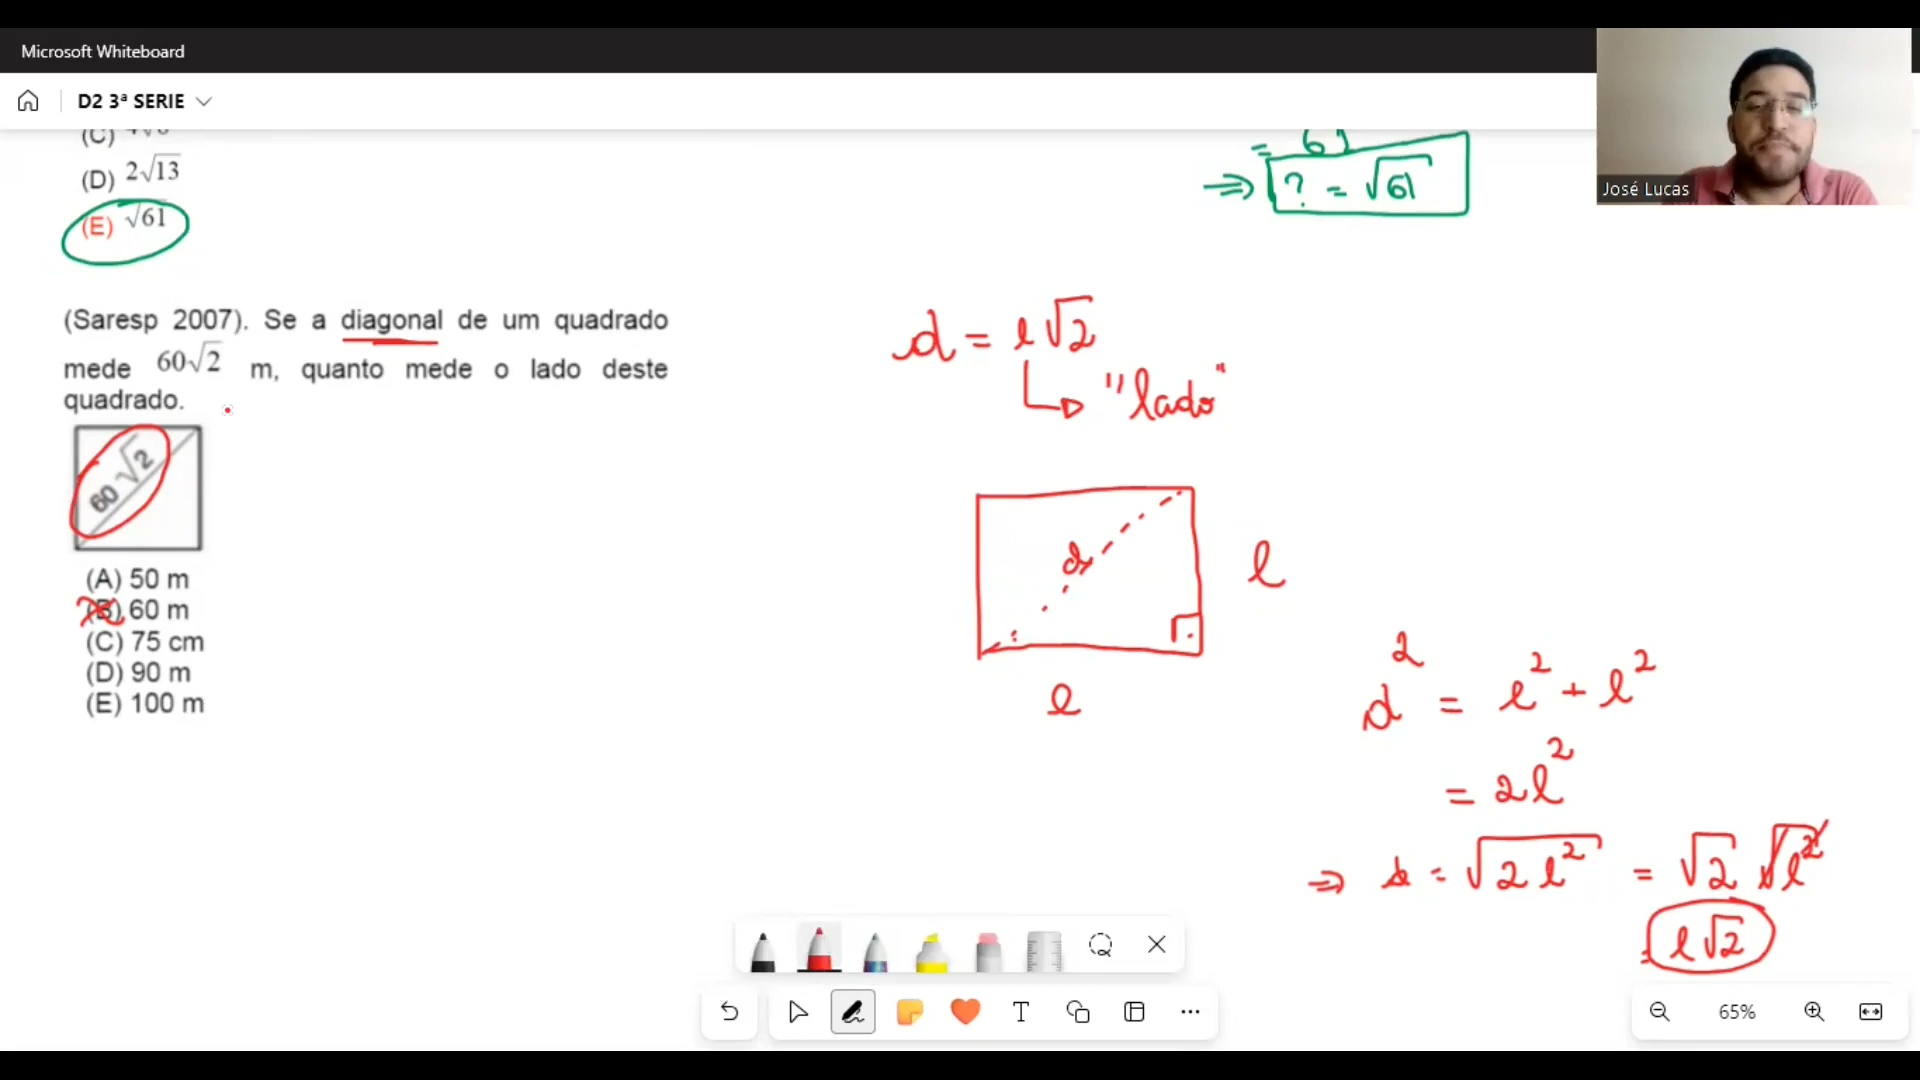 Microsoft Whiteboard
D2 3ª SERIE
José Lucas
(C)
(D) 2√13
(E) √61
= 61
⇒ ? = √61
(Saresp 2007). Se a diagonal de um quadrado
mede 60√2 m, quanto mede o lado deste
quadrado.
60√2
(A) 50 m
(B) 60 m
(C) 75 cm
(D) 90 m
(E) 100 m
d = l√2
"lado"
d
l
l
d² = l² + l²
= 2l²
⇒ d = √2l² = √2 √l²
= l√2
65%